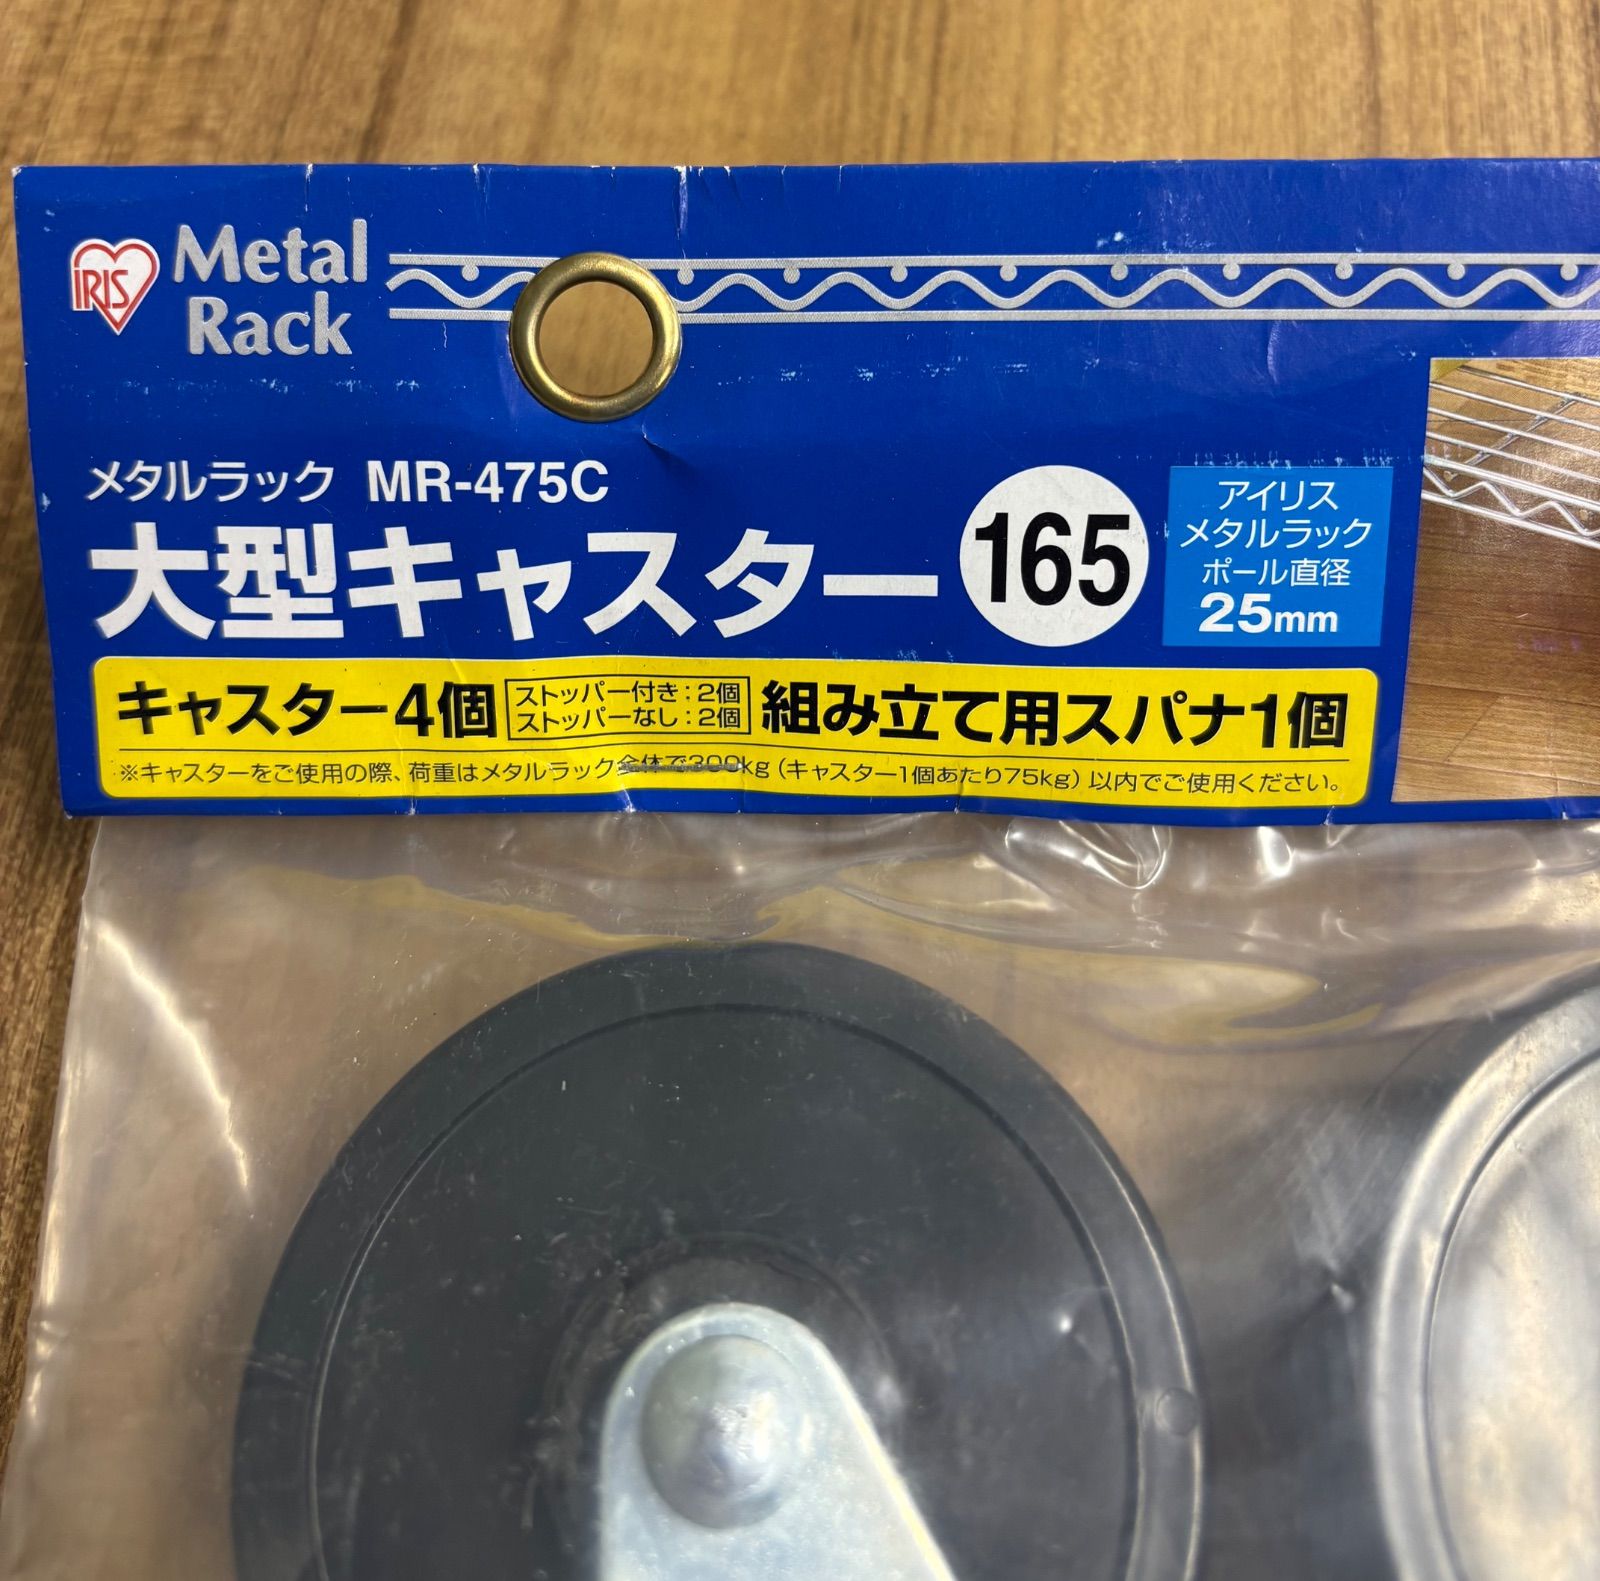 IRIS
Metal
Rack
メタルラック MR-475C
大型キャスター 165
アイリス
メタルラック
ポール直径
25mm
キャスター4個
ストッパー付き:2個
ストッパーなし:2個
組み立て用スパナ1個
※キャスターをご使用の際、荷重はメタルラック全体で300kg(キャスター1個あたり75kg)以内でご使用ください。